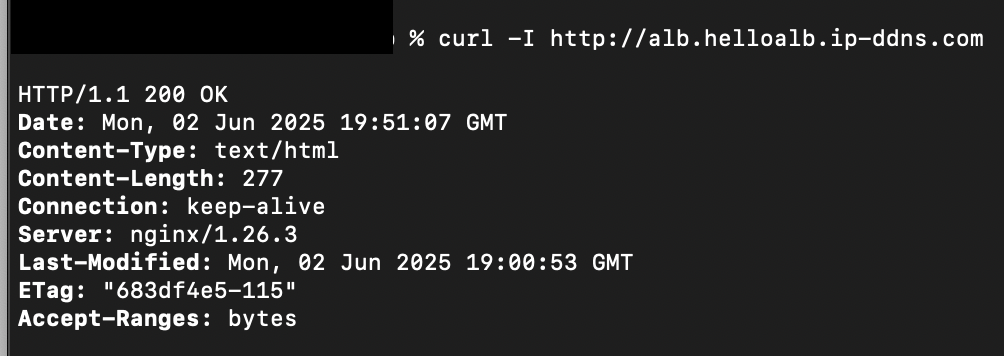 % curl -I http://alb.helloalb.ip-ddns.com
HTTP/1.1 200 OK
Date: Mon, 02 Jun 2025 19:51:07 GMT
Content-Type: text/html
Content-Length: 277
Connection: keep-alive
Server: nginx/1.26.3
Last-Modified: Mon, 02 Jun 2025 19:00:53 GMT
ETag: "683df4e5-115"
Accept-Ranges: bytes